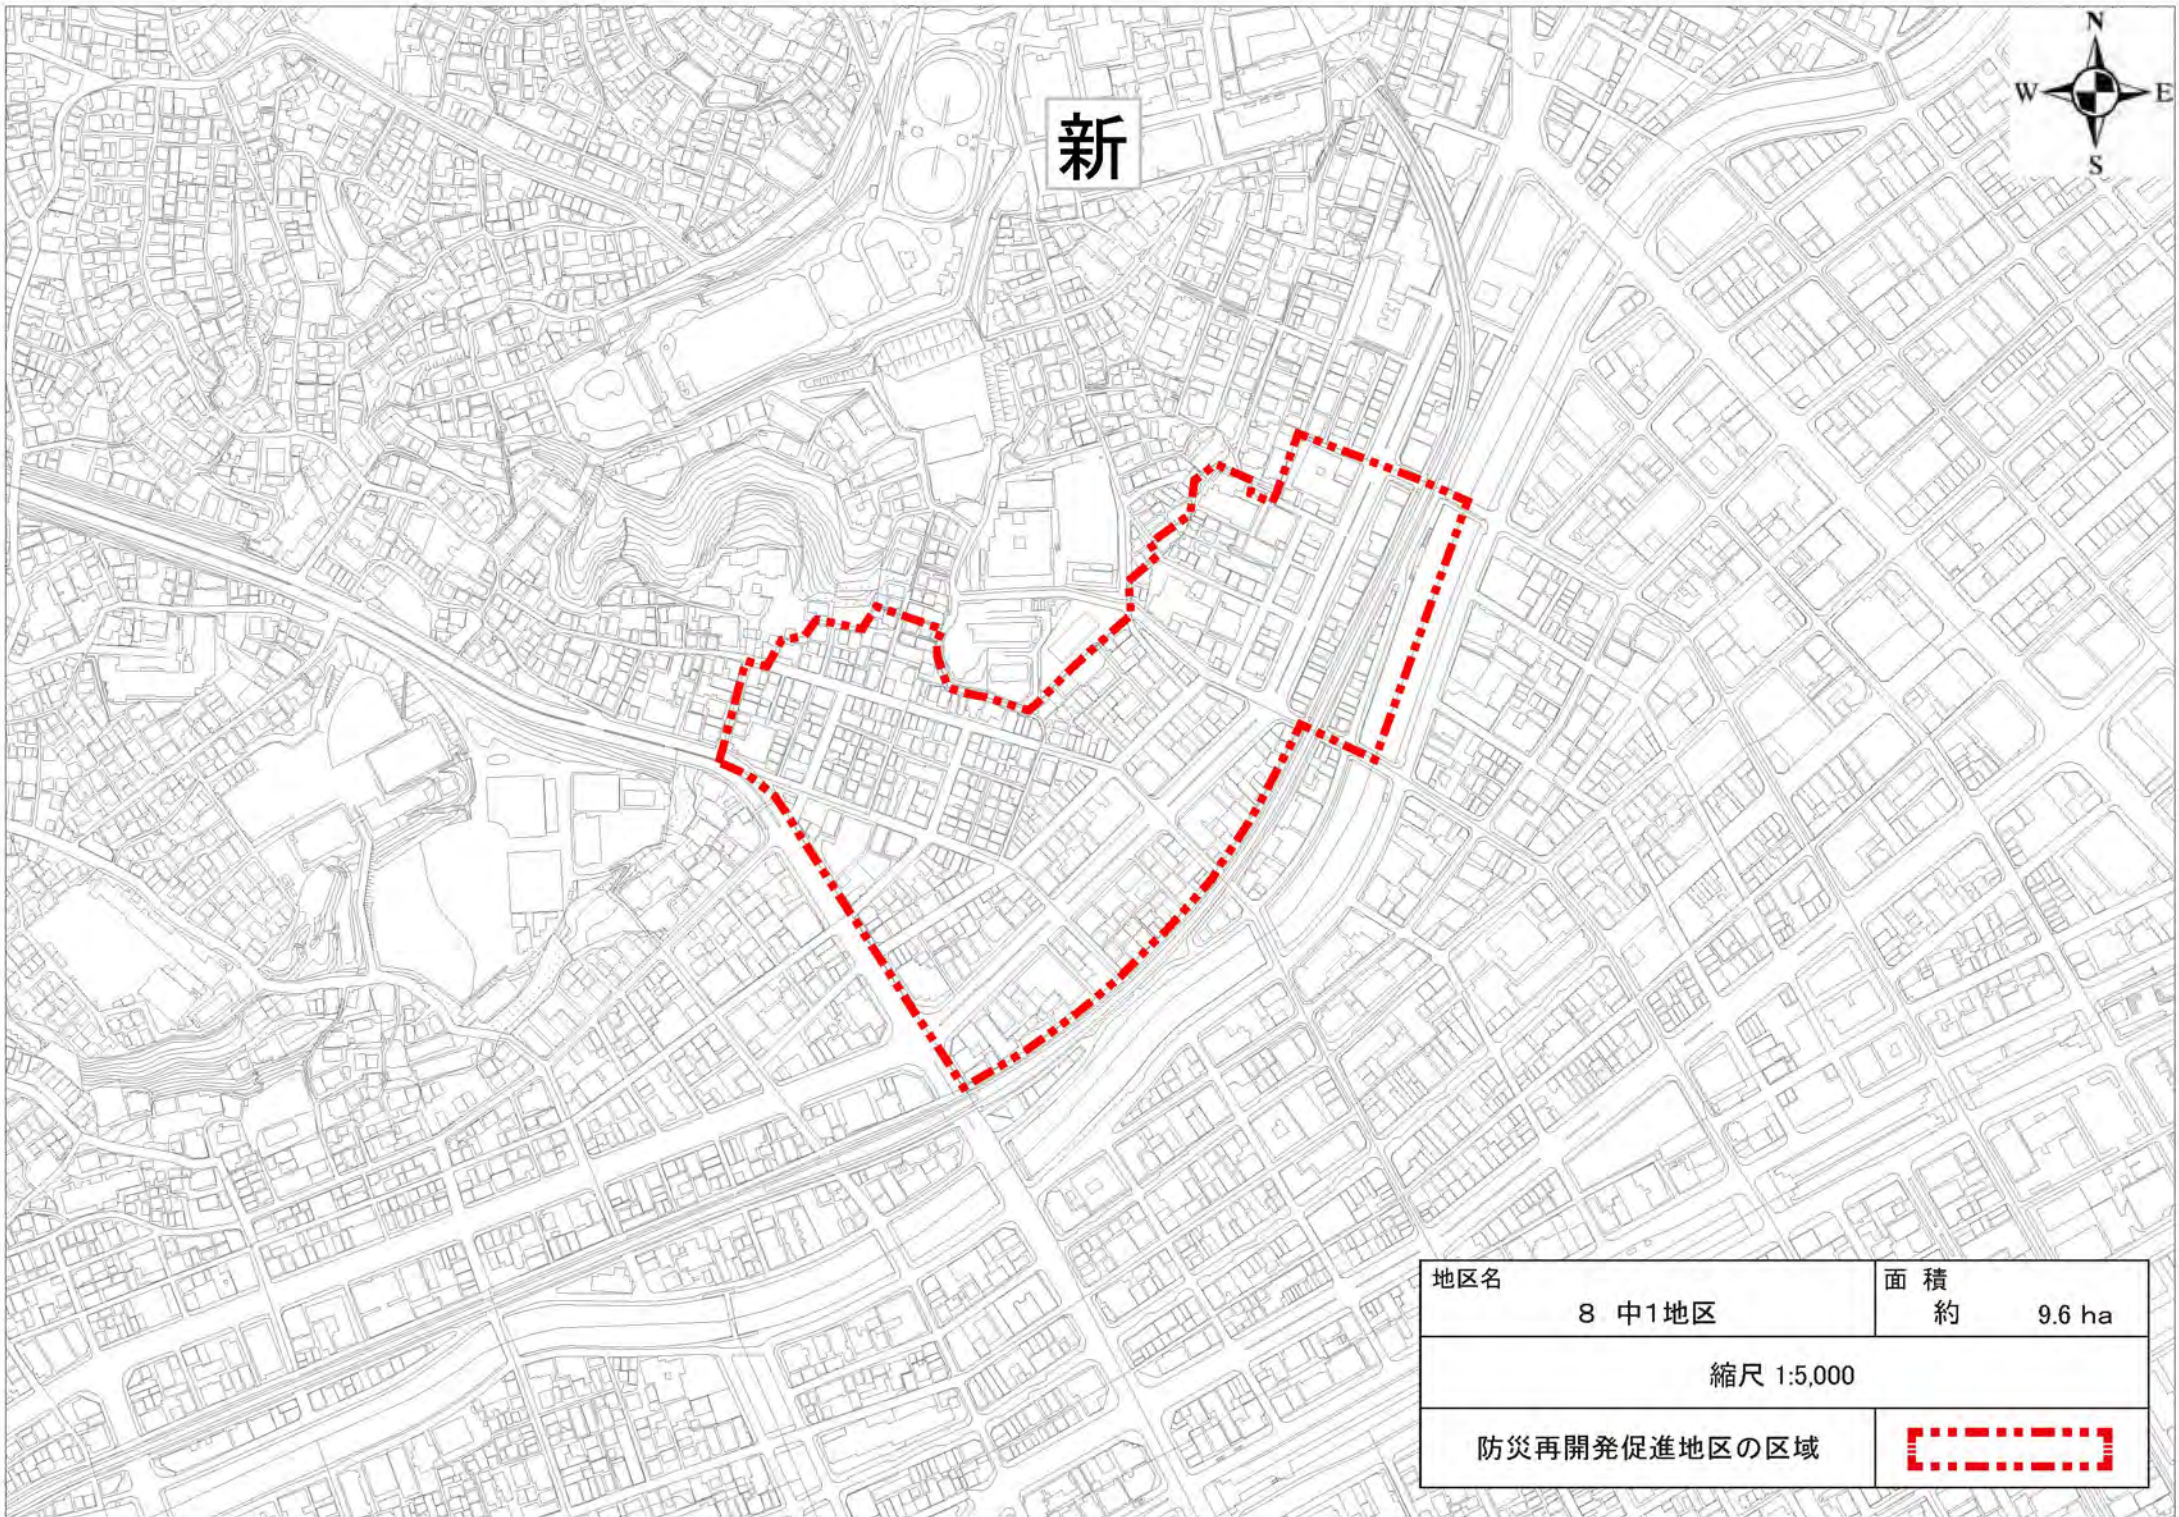 新
N
W E
S
地区名
8 中1地区
面 積
約 9.6 ha
縮尺 1:5,000
防災再開発促進地区の区域